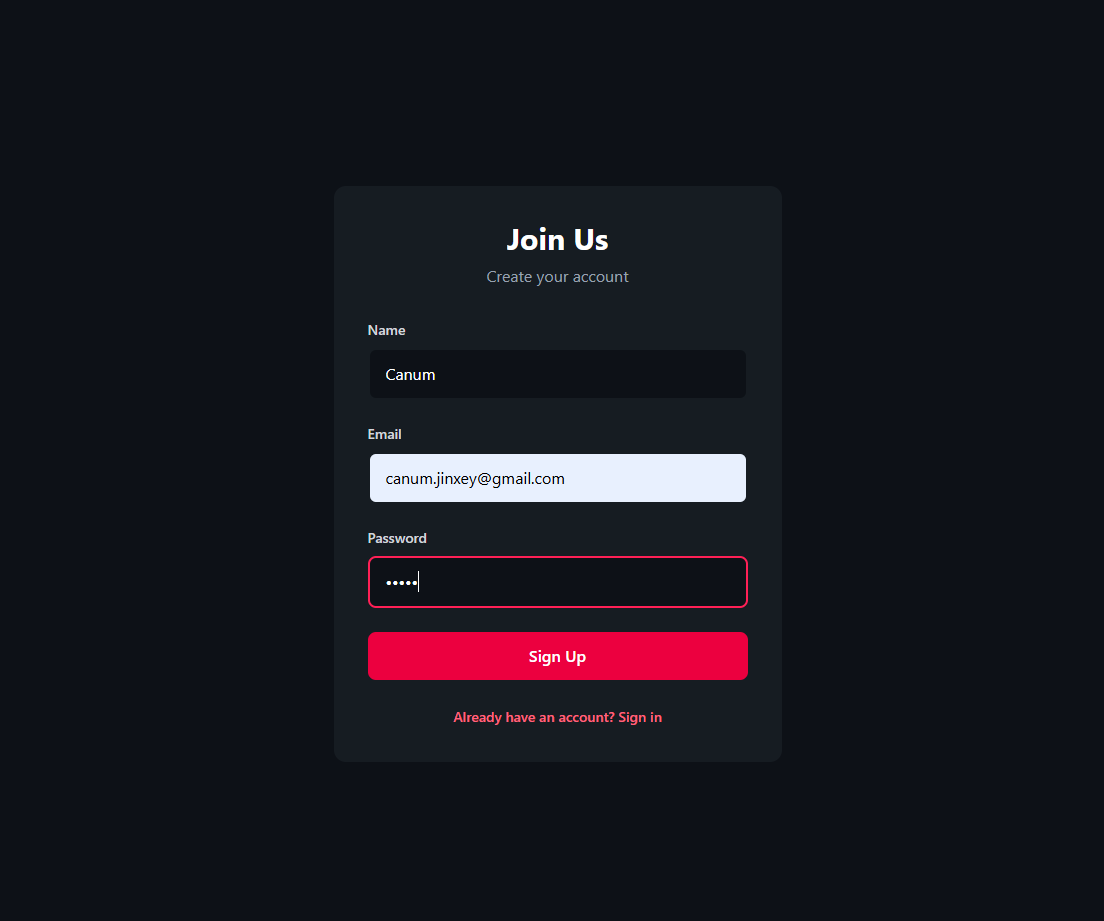 Join Us
Create your account
Name
Canum
Email
canum.jinxey@gmail.com
Password
•••••
Sign Up
Already have an account? Sign in